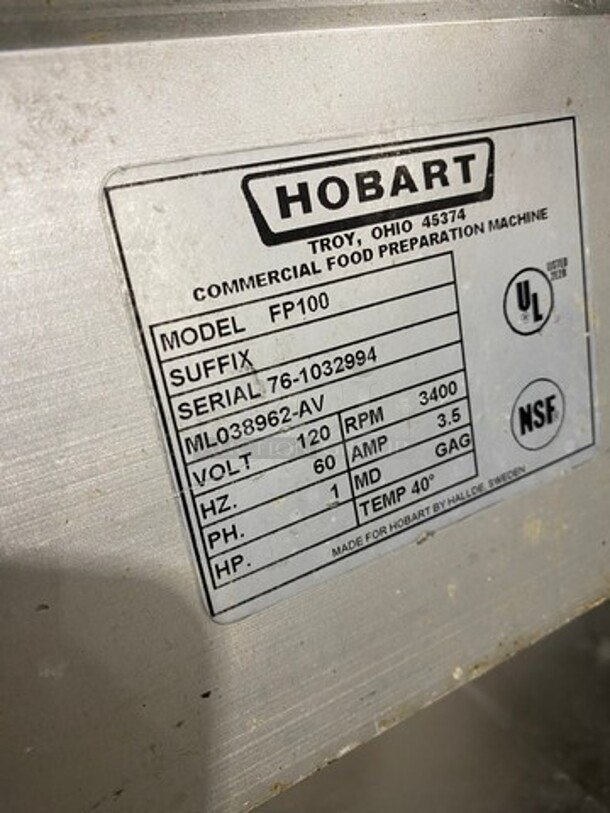 HOBART
TROY, OHIO 45374
COMMERCIAL FOOD PREPARATION MACHINE
MODEL FP100
SUFFIX
SERIAL 76-1032994
ML038962-AV
VOLT 120 RPM 3400
HZ. 60 AMP 3.5
PH. 1 MD GAG
HP. TEMP 40°
MADE FOR HOBART BY HALLDE, SWEDEN
UL
LISTED
NSF